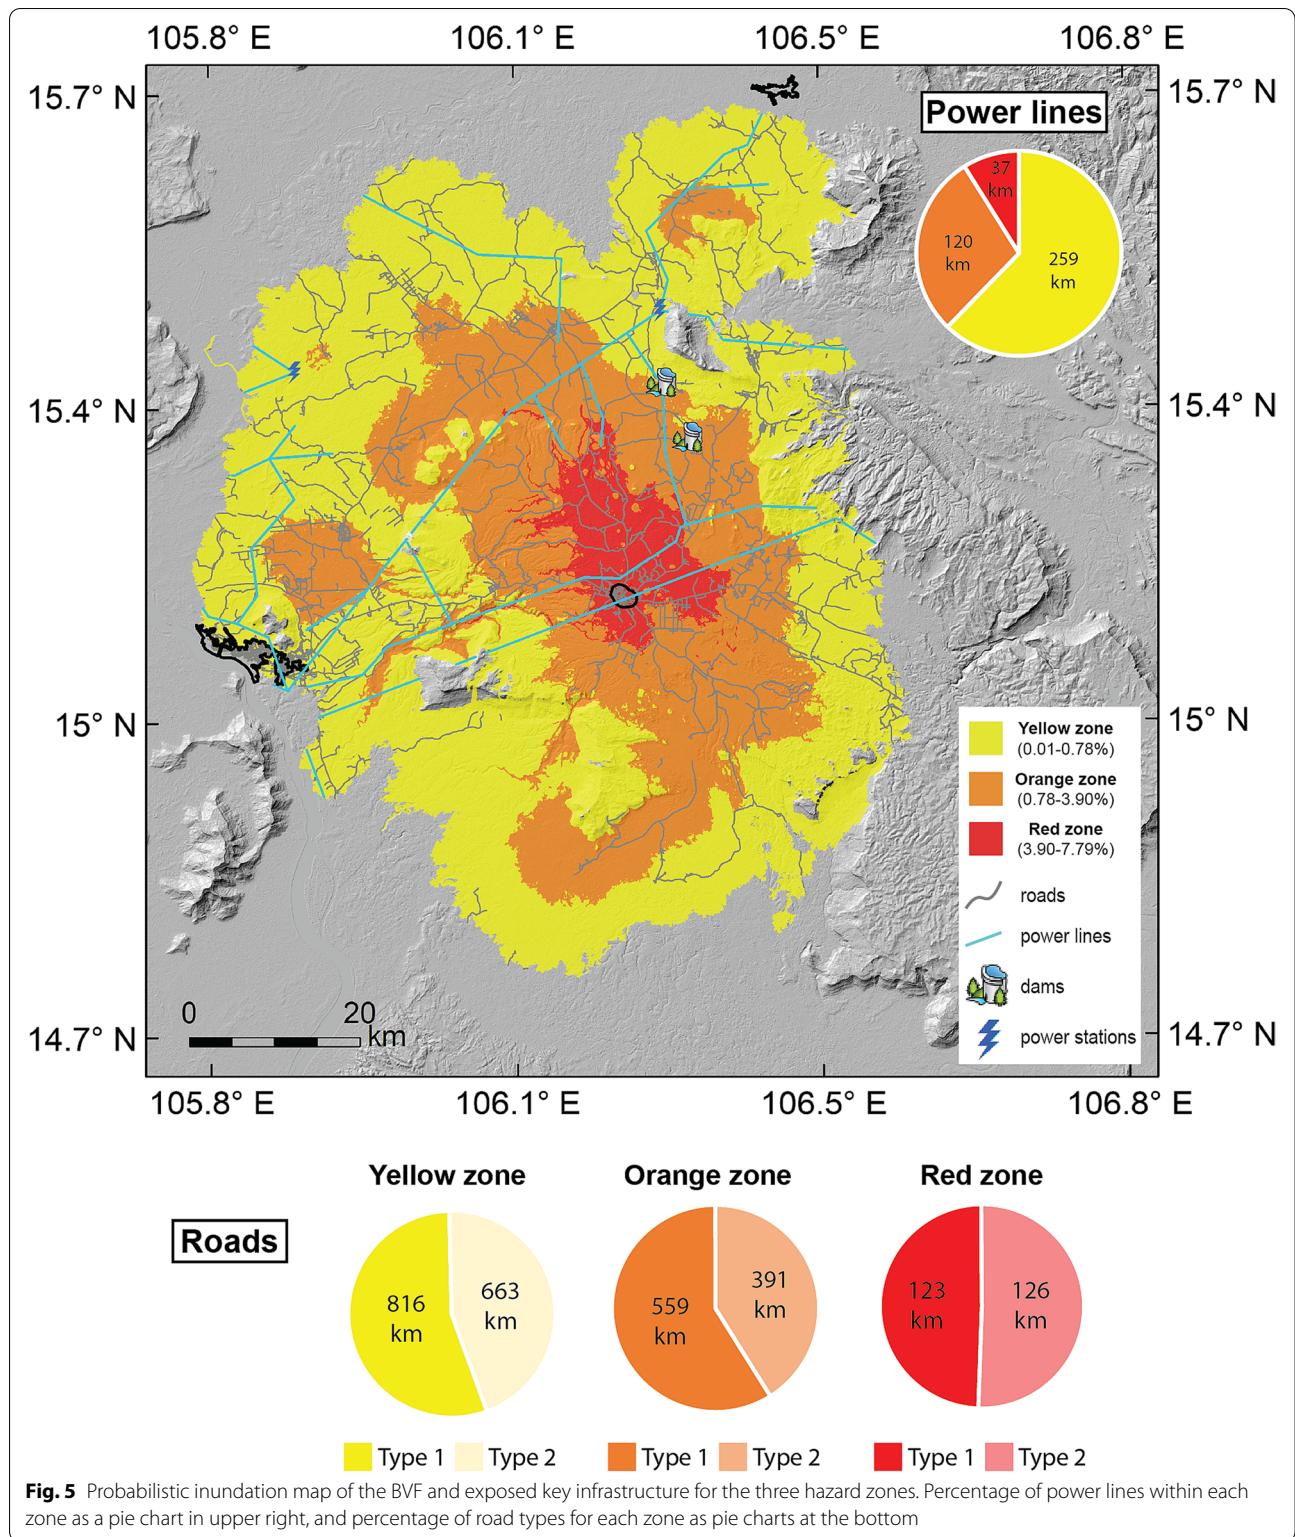 105.8° E 106.1° E 106.5° E 106.8° E
15.7° N 15.7° N
Power lines
37
km
120
km
259
km
15.4° N 15.4° N
15° N 15° N
Yellow zone
(0.01-0.78%)
Orange zone
(0.78-3.90%)
Red zone
(3.90-7.79%)
roads
power lines
dams
power stations
0 20
km
14.7° N 14.7° N
105.8° E 106.1° E 106.5° E 106.8° E
Yellow zone Orange zone Red zone
Roads
816
km
663
km
559
km
391
km
123
km
126
km
Type 1 Type 2 Type 1 Type 2 Type 1 Type 2
Fig. 5 Probabilistic inundation map of the BVF and exposed key infrastructure for the three hazard zones. Percentage of power lines within each
zone as a pie chart in upper right, and percentage of road types for each zone as pie charts at the bottom